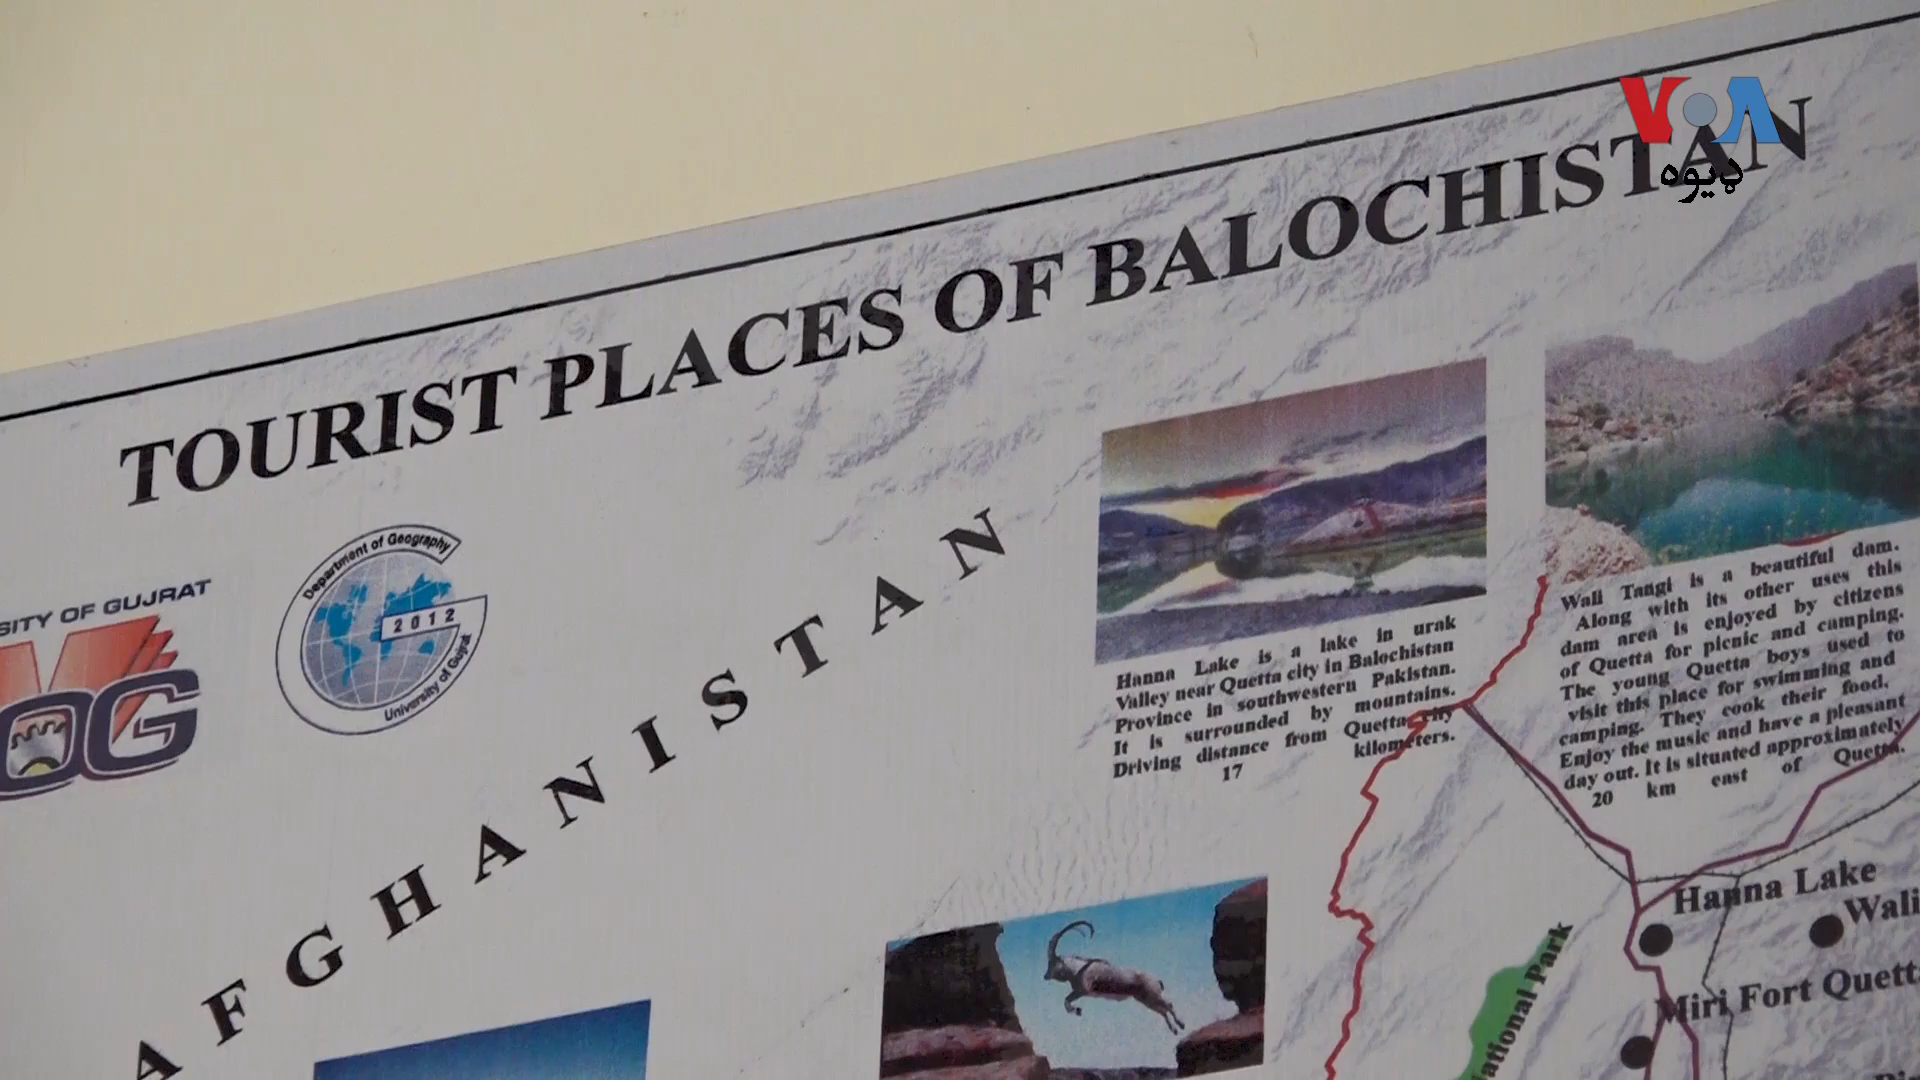 VOA
ډیوه
TOURIST PLACES OF BALOCHISTAN
SITY OF GUJRAT
OG
Department of Geography
2012
University of Gujrat
AFGHANISTAN
Hanna Lake is a lake in urak
Valley near Quetta city in Balochistan
Province in southwestern Pakistan.
It is surrounded by mountains.
Driving distance from Quetta city
17 kilometers.
Wali Tangi is a beautiful dam.
Along with its other uses this
dam area is enjoyed by citizens
of Quetta for picnic and camping.
The young Quetta boys used to
visit this place for swimming and
camping. They cook their food,
Enjoy the music and have a pleasant
day out. It is situated approximately
20 km east of Quetta.
Hanna Lake
Wali
Miri Fort Quett
ational Park